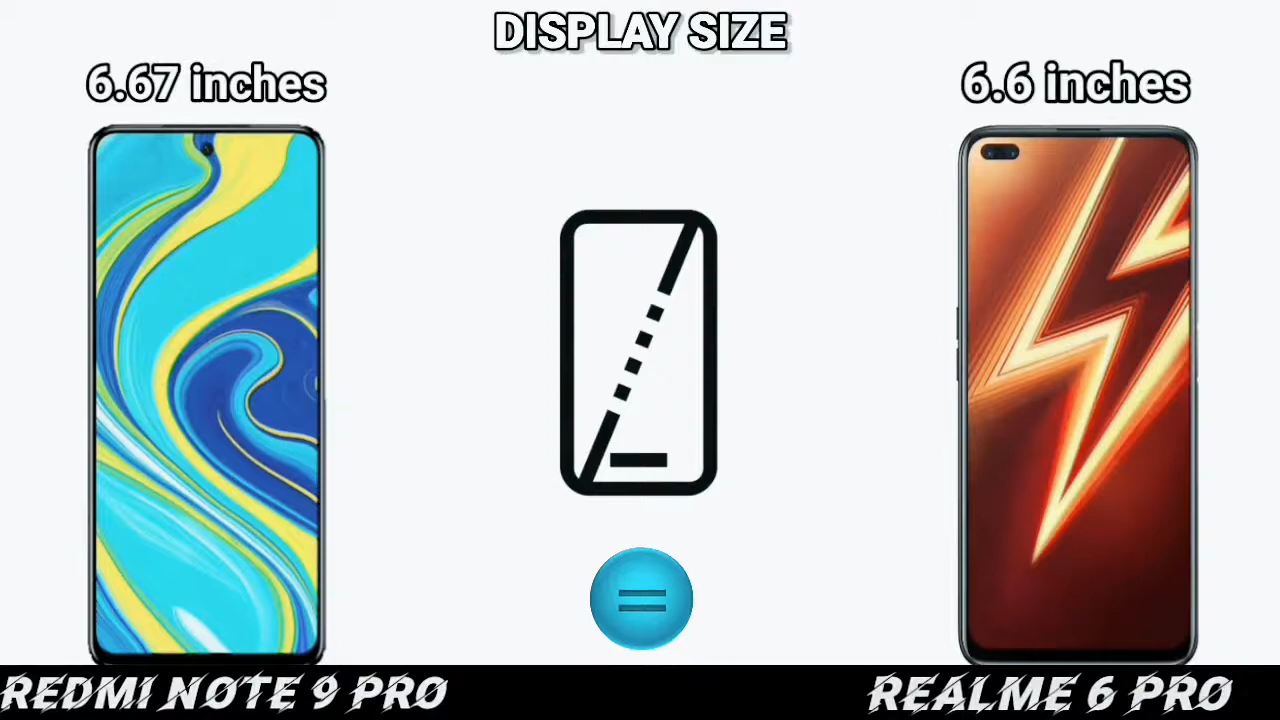 DISPLAY SIZE
6.67 inches
6.6 inches
REDMI NOTE 9 PRO
REALME 6 PRO